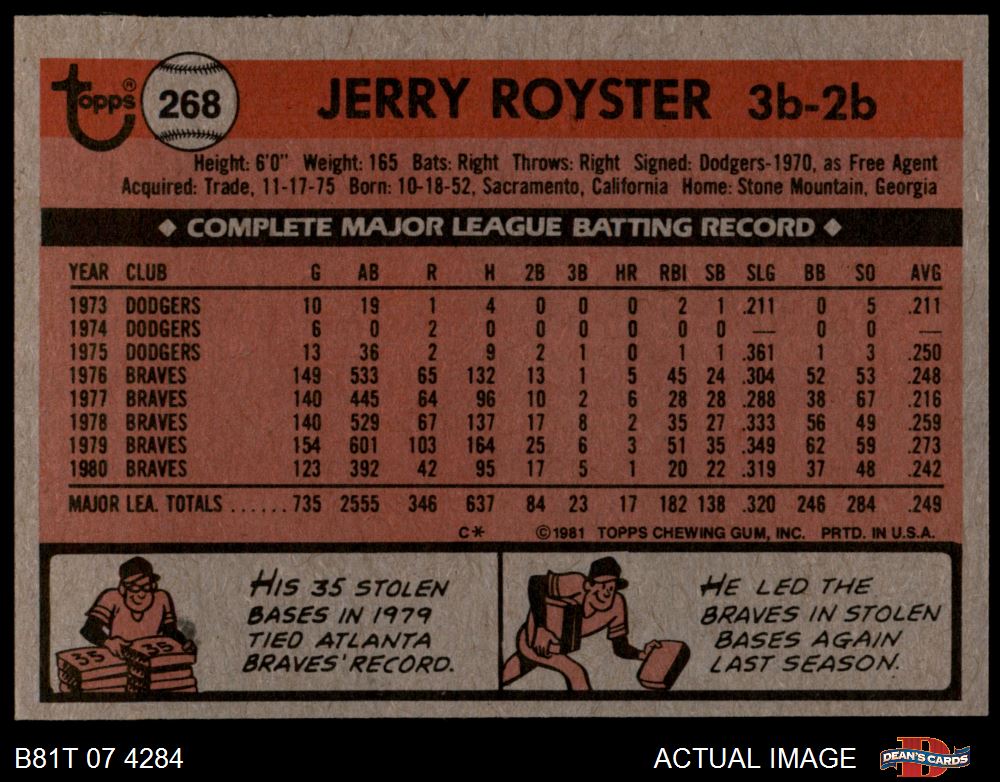 Topps® 268 JERRY ROYSTER 3b-2b
Height: 6'0" Weight: 165 Bats: Right Throws: Right Signed: Dodgers-1970, as Free Agent
Acquired: Trade, 11-17-75 Born: 10-18-52, Sacramento, California Home: Stone Mountain, Georgia
◆ COMPLETE MAJOR LEAGUE BATTING RECORD ◆
YEAR CLUB G AB R H 2B 3B HR RBI SB SLG BB SO AVG
1973 DODGERS 10 19 1 4 0 0 0 2 1 .211 0 5 .211
1974 DODGERS 6 0 2 0 0 0 0 0 0 — 0 0 —
1975 DODGERS 13 36 2 9 2 1 0 1 1 .361 1 3 .250
1976 BRAVES 149 533 65 132 13 1 5 45 24 .304 52 53 .248
1977 BRAVES 140 445 64 96 10 2 6 28 28 .288 38 67 .216
1978 BRAVES 140 529 67 137 17 8 2 35 27 .333 56 49 .259
1979 BRAVES 154 601 103 164 25 6 3 51 35 .349 62 59 .273
1980 BRAVES 123 392 42 95 17 5 1 20 22 .319 37 48 .242
MAJOR LEA. TOTALS ......735 2555 346 637 84 23 17 182 138 .320 246 284 .249
C* ©1981 TOPPS CHEWING GUM, INC. PRTD. IN U.S.A.
HIS 35 STOLEN
BASES IN 1979
TIED ATLANTA
BRAVES' RECORD.
35 35
HE LED THE
BRAVES IN STOLEN
BASES AGAIN
LAST SEASON.
B81T 07 4284 ACTUAL IMAGE DEAN'S CARDS